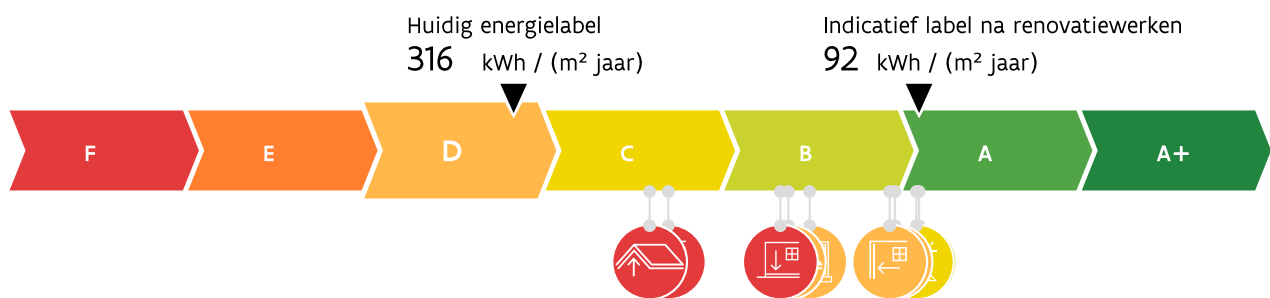 Huidig energielabel
316 kWh / (m² jaar)
Indicatief label na renovatiewerken
92 kWh / (m² jaar)
F E D C B A A+